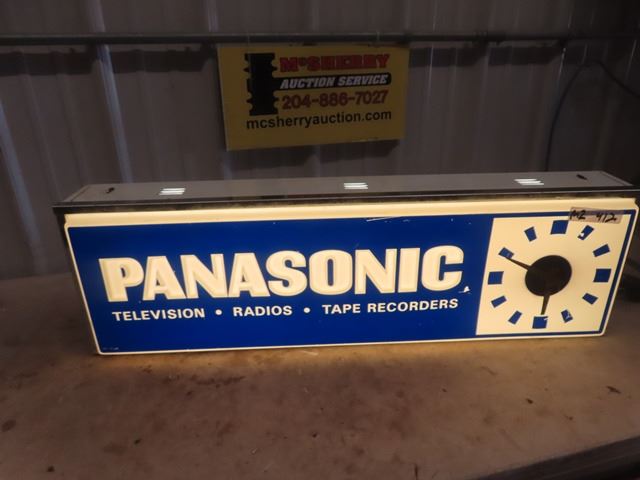 McSHERRY
AUCTION SERVICE
204-886-7027
mcsherryauction.com
PANASONIC
TELEVISION • RADIOS • TAPE RECORDERS